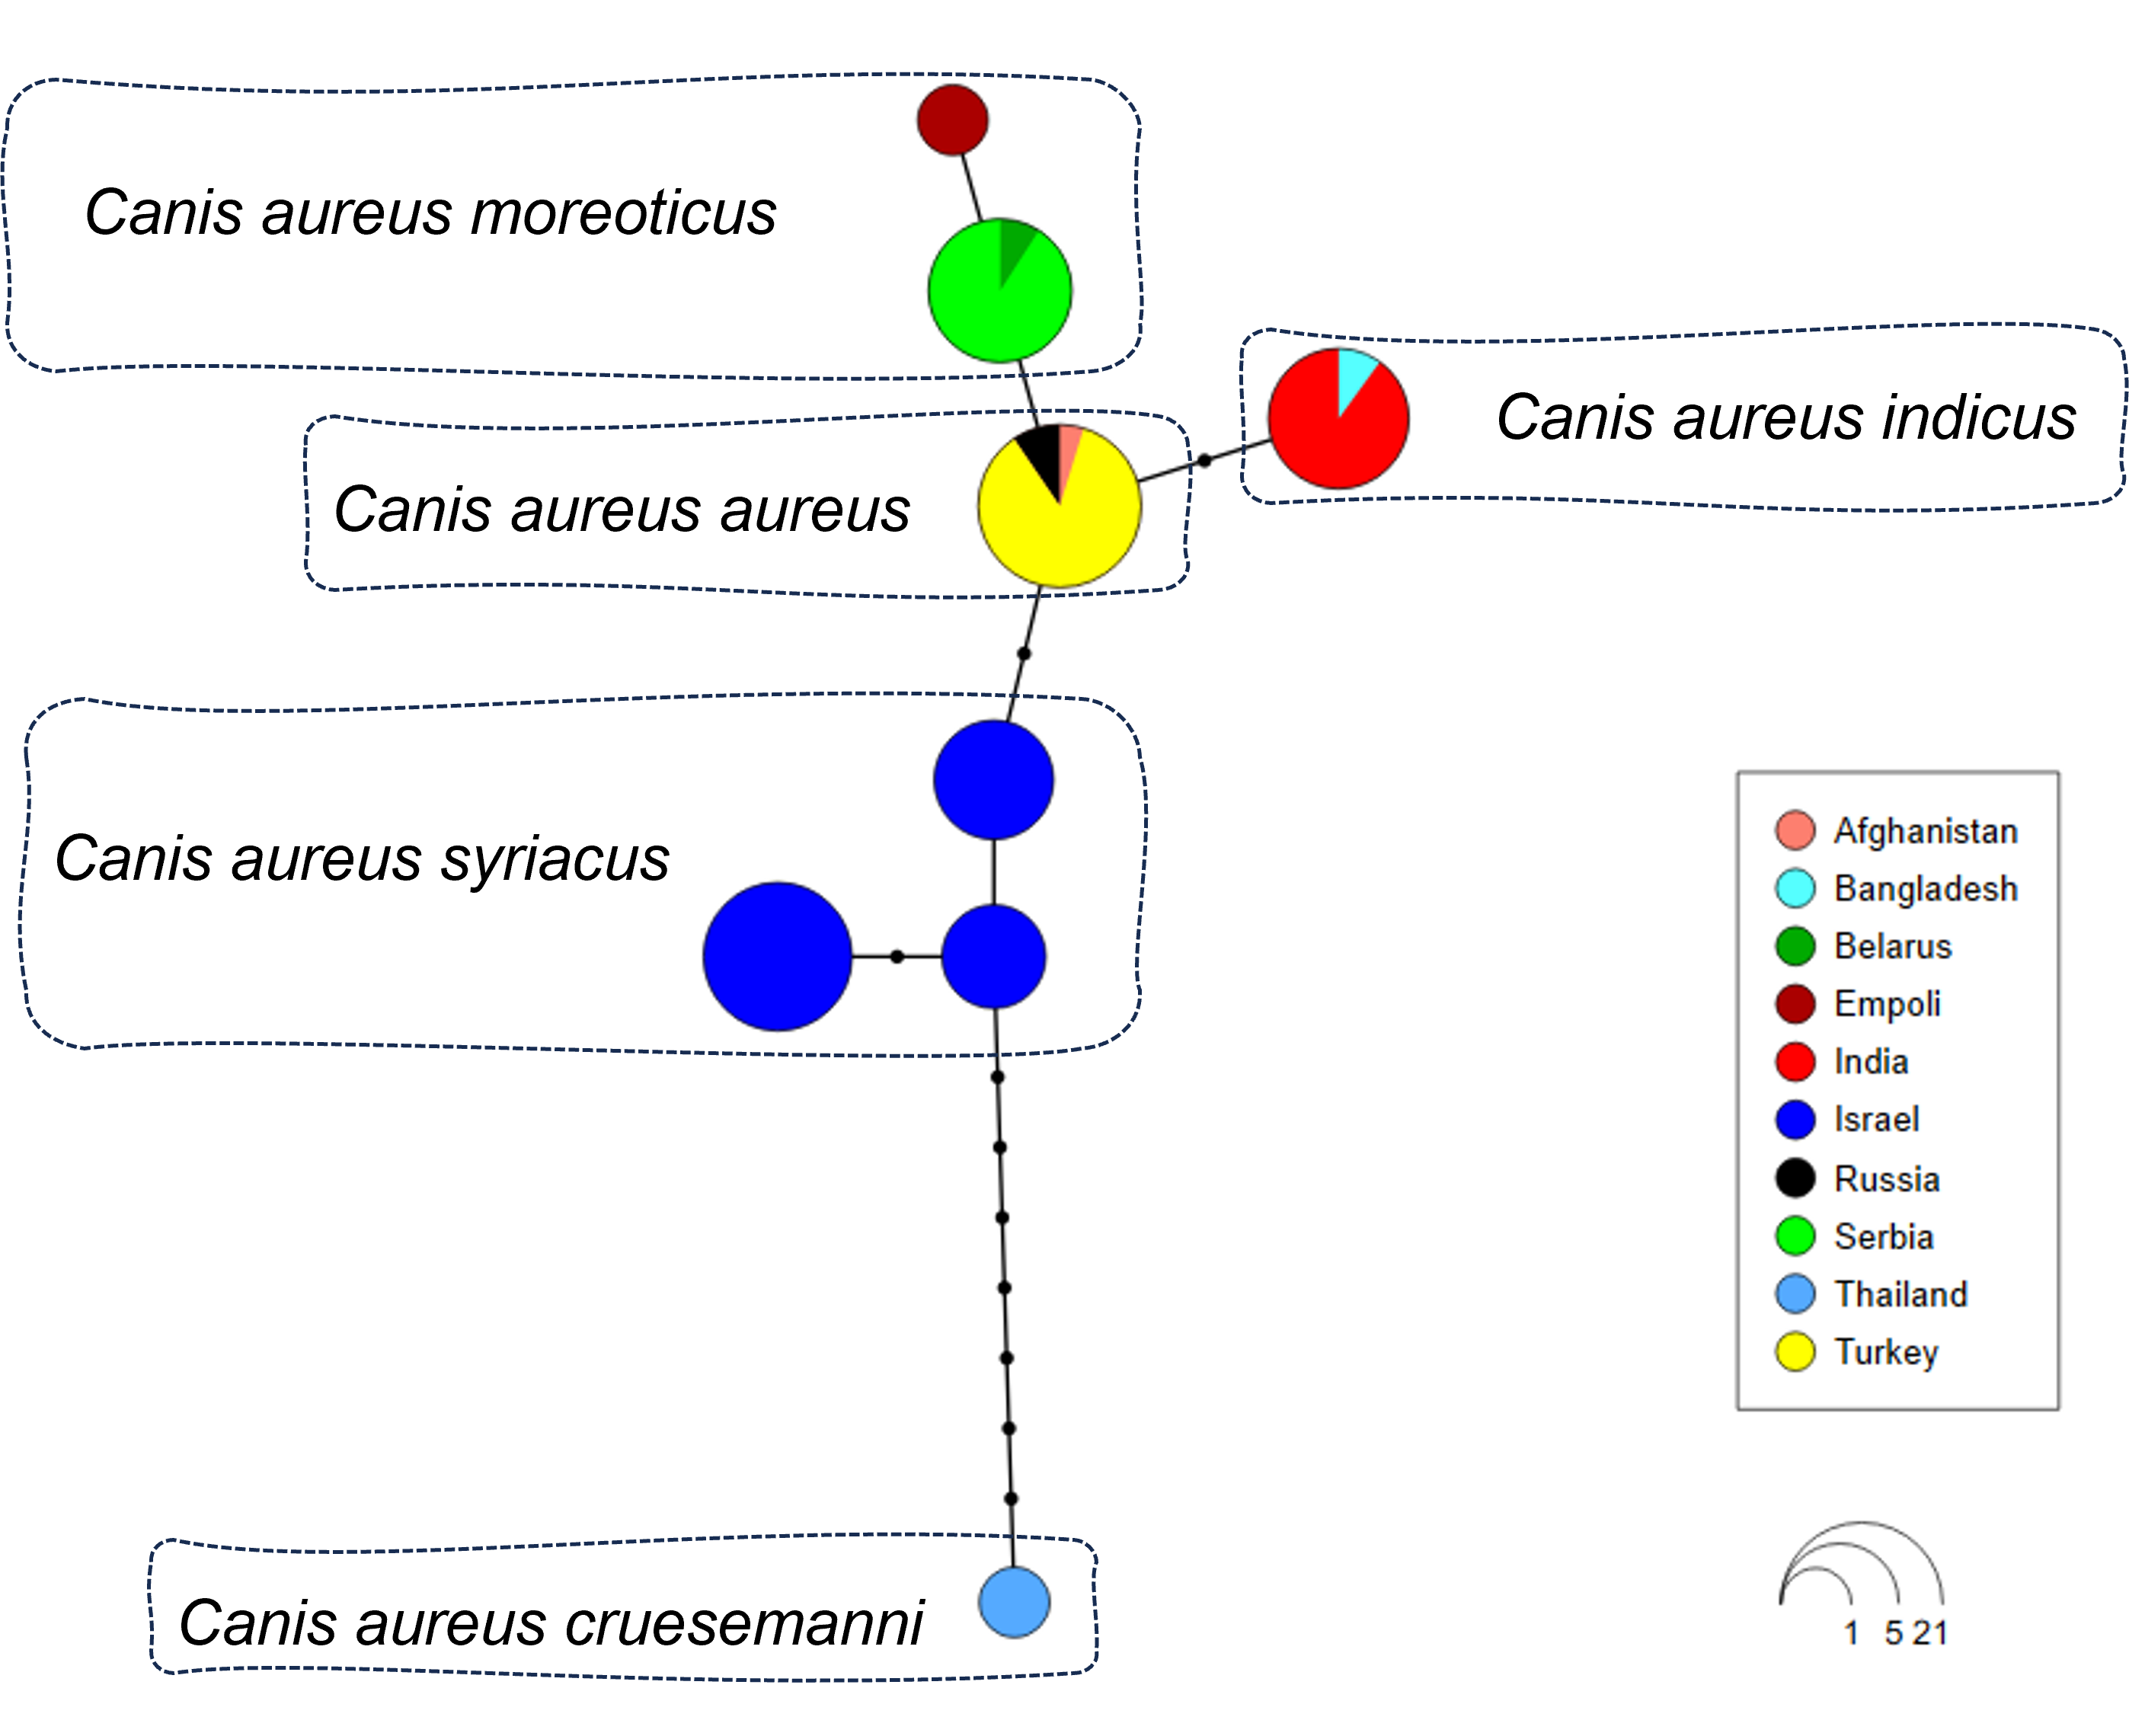 Canis aureus moreoticus
Canis aureus indicus
Canis aureus aureus
Canis aureus syriacus
Afghanistan
Bangladesh
Belarus
Empoli
India
Israel
Russia
Serbia
Thailand
Turkey
Canis aureus cruesemanni
1 5 21